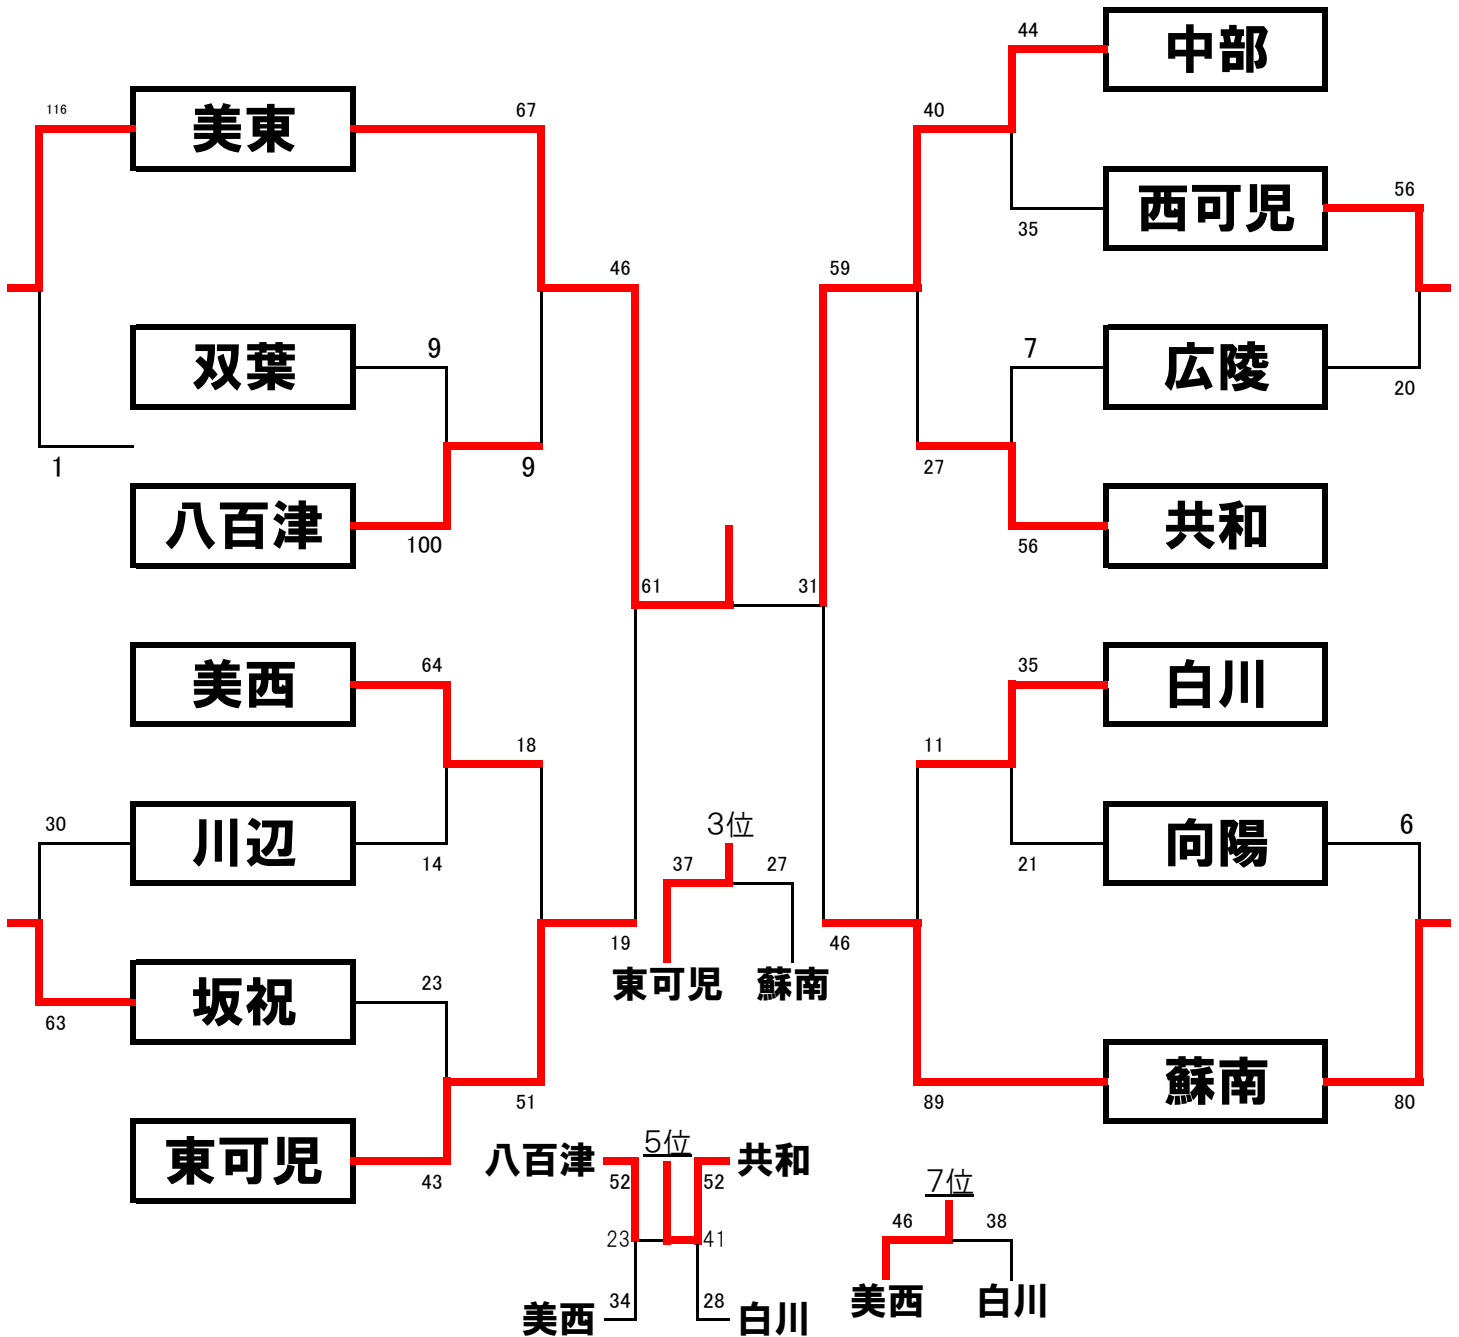 44
中部
116
美東
67
40
西可児
56
35
46
59
双葉
9
7
広陵
20
1
9
27
八百津
100
共和
56
61
31
美西
64
35
白川
18
11
30
川辺
14
3位
37
27
21
向陽
6
19
46
東可児
蘇南
坂祝
23
63
蘇南
51
89
80
東可児
43
八百津
5位
共和
52
52
7位
46
38
23
41
美西
34
28
白川
美西
白川